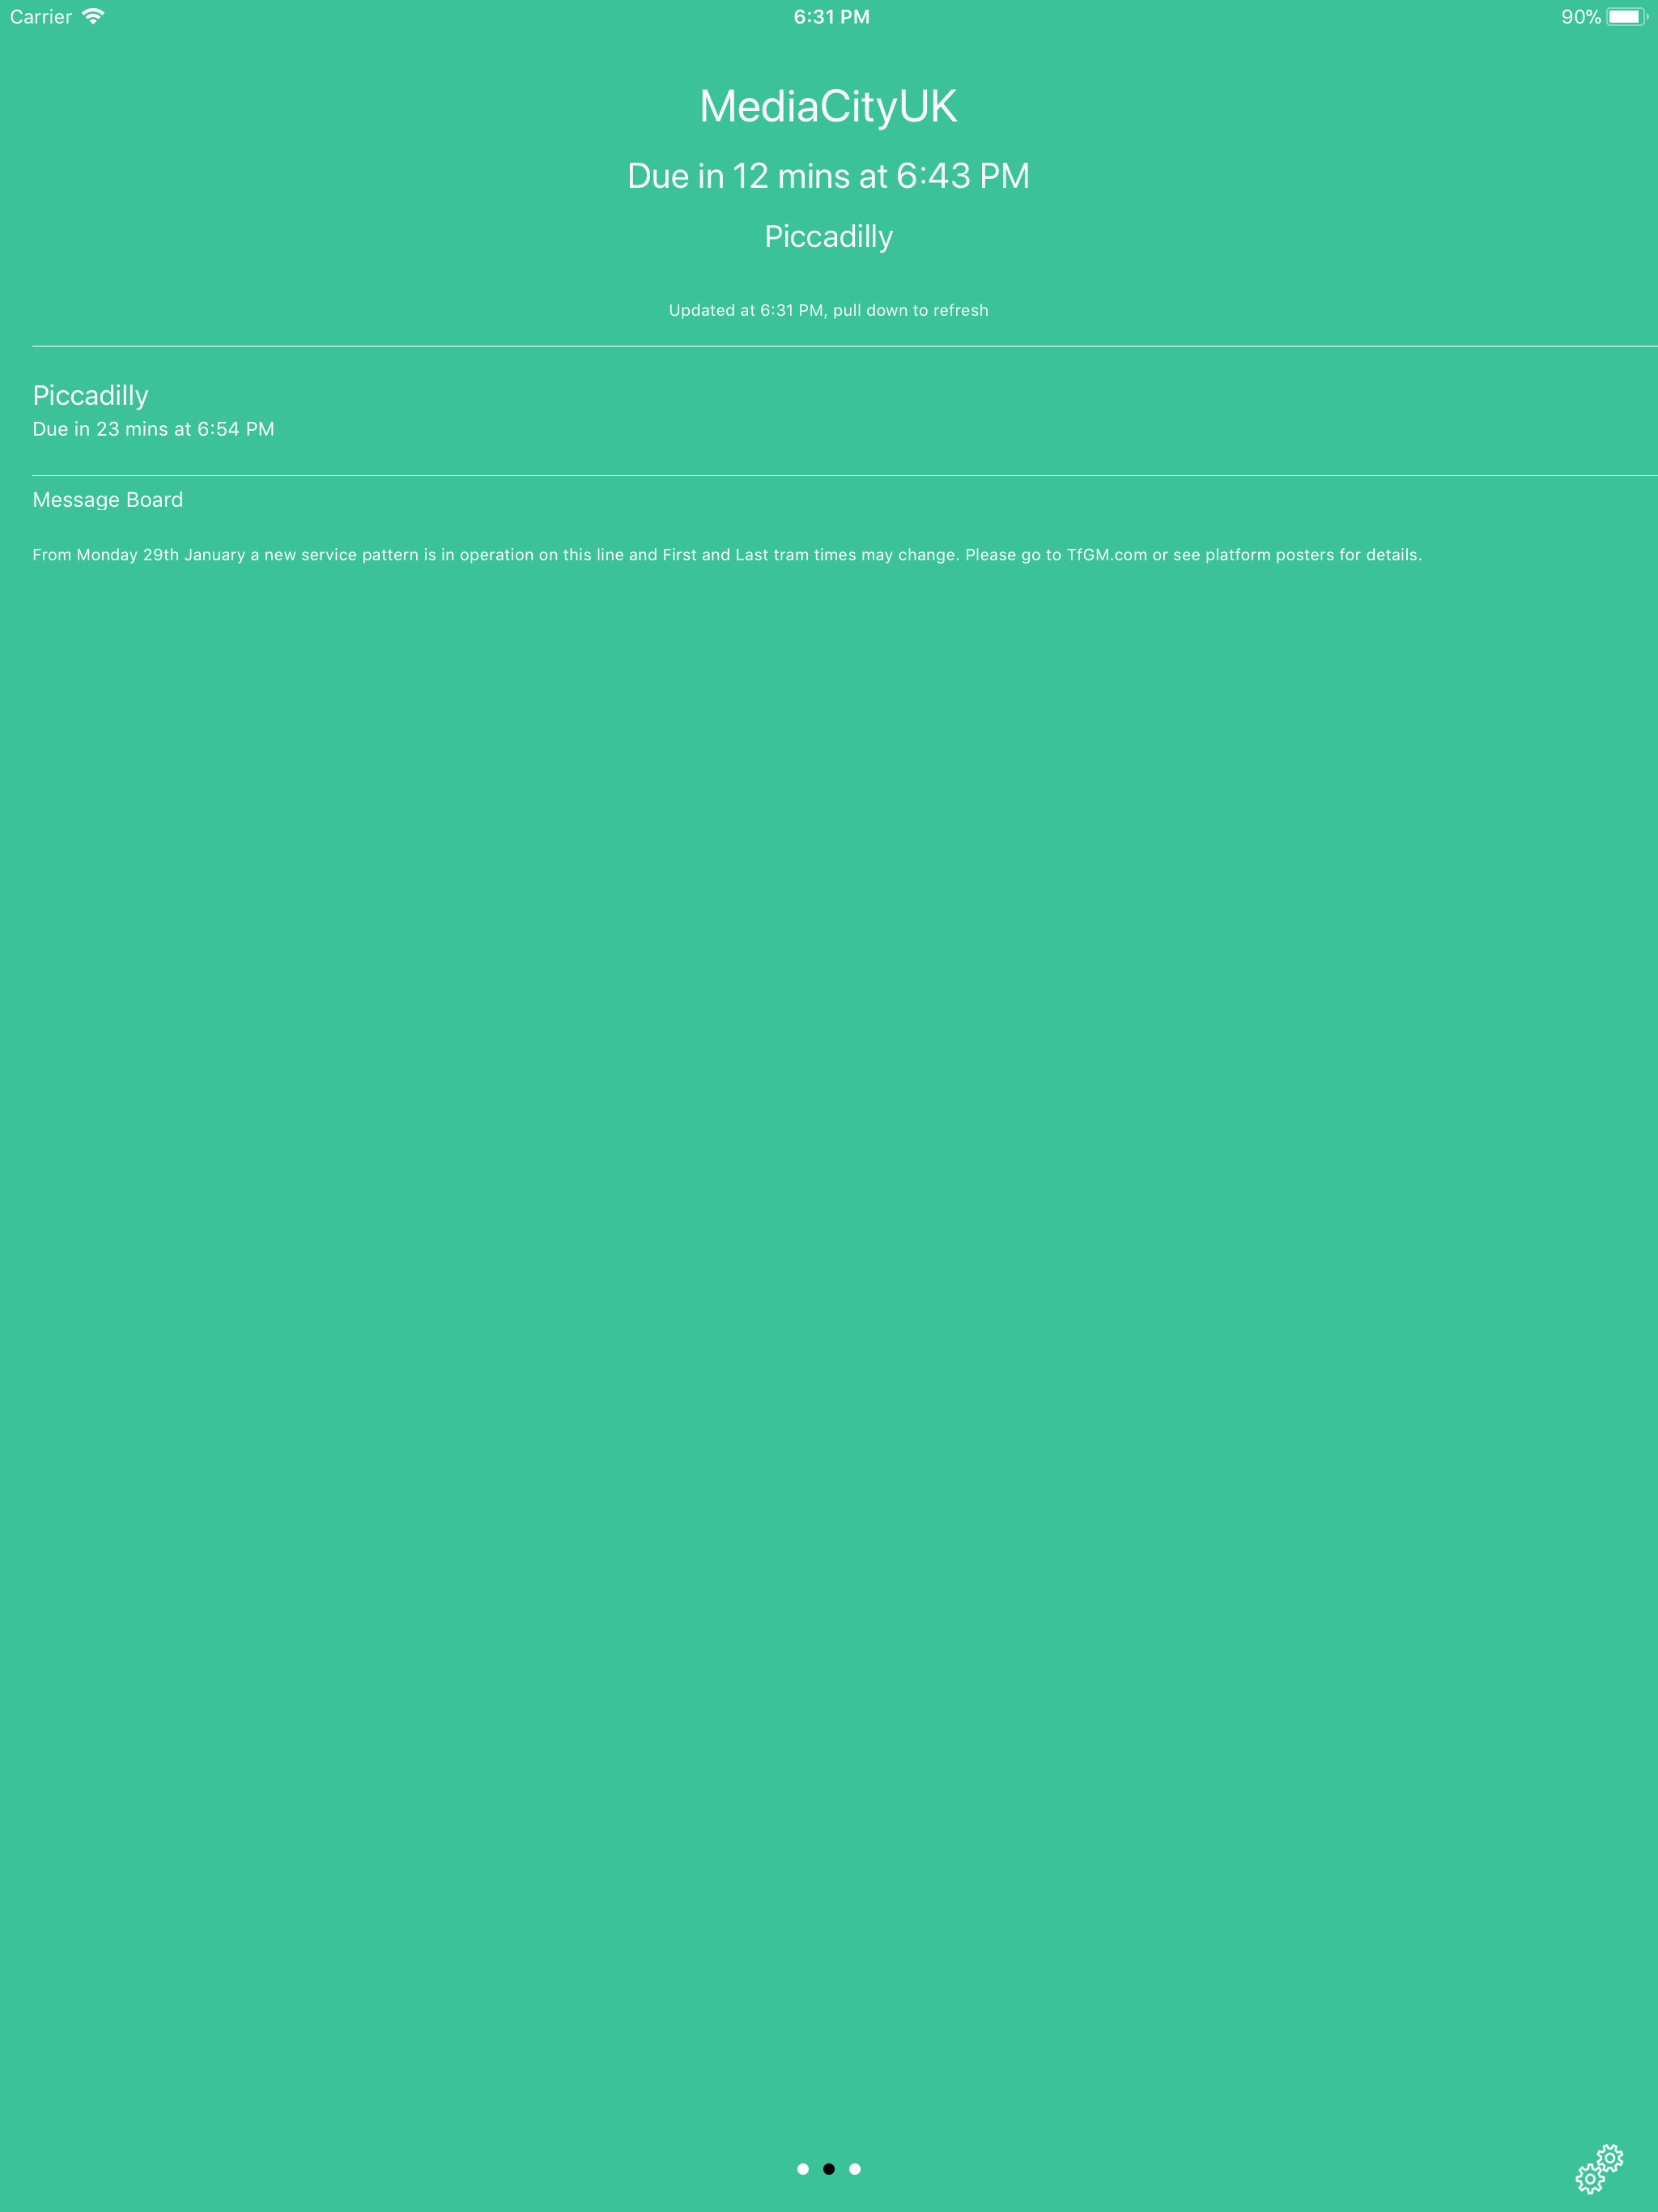 Carrier 6:31 PM 90%
MediaCityUK
Due in 12 mins at 6:43 PM
Piccadilly
Updated at 6:31 PM, pull down to refresh
Piccadilly
Due in 23 mins at 6:54 PM
Message Board
From Monday 29th January a new service pattern is in operation on this line and First and Last tram times may change. Please go to TfGM.com or see platform posters for details.